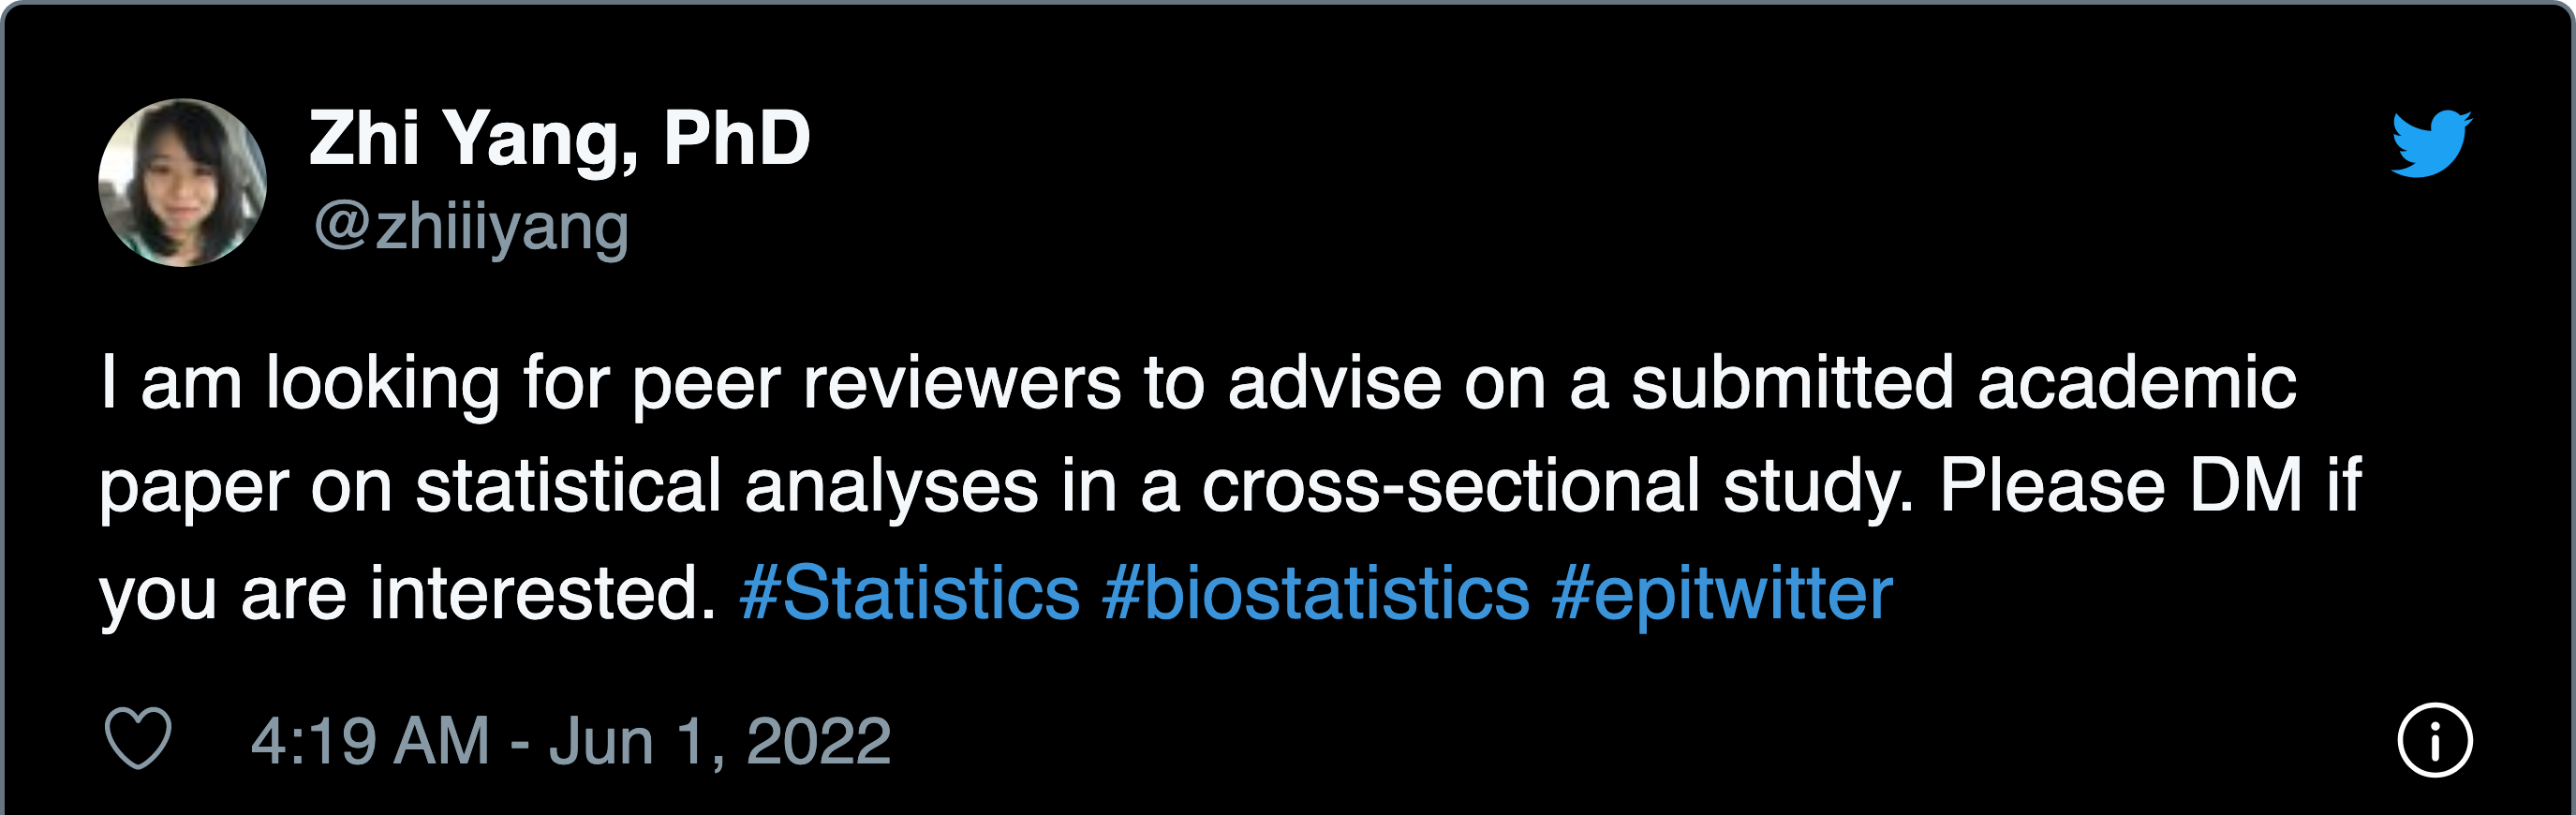 Zhi Yang, PhD
@zhiiiyang
I am looking for peer reviewers to advise on a submitted academic
paper on statistical analyses in a cross-sectional study. Please DM if
you are interested. #Statistics #biostatistics #epitwitter
4:19 AM - Jun 1, 2022